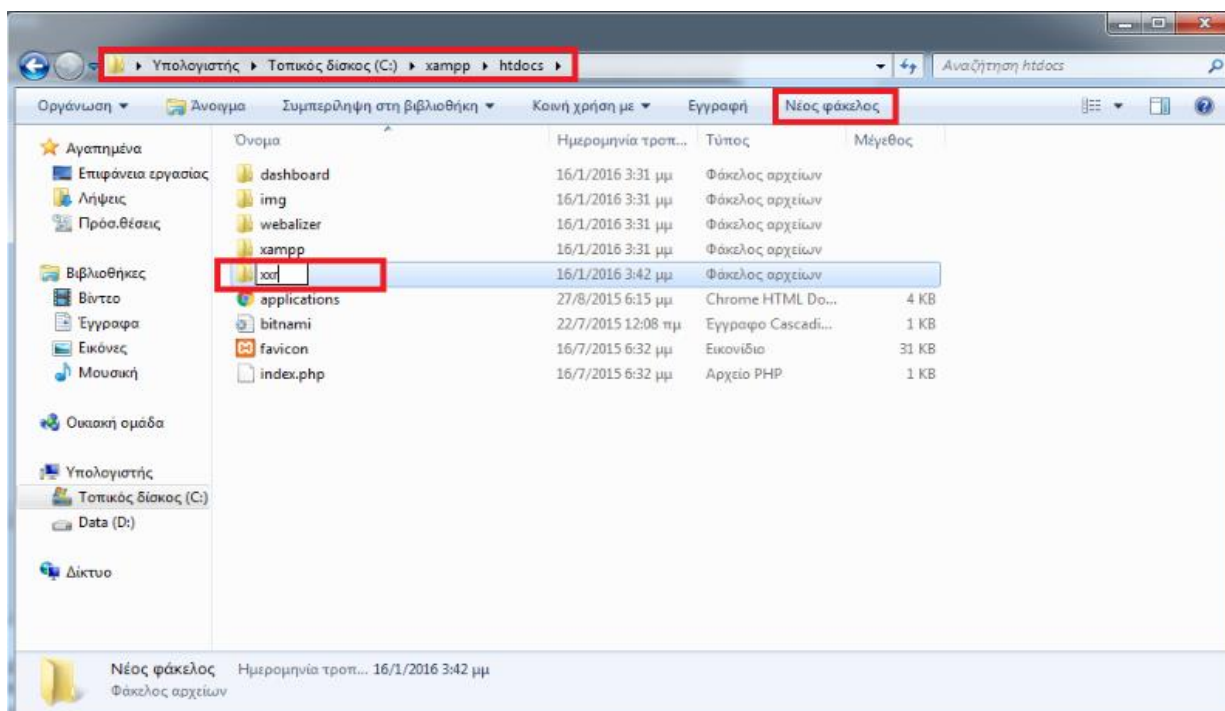 Υπολογιστής Τοπικός δίσκος (C:) xampp htdocs Αναζήτηση htdocs
Οργάνωση Άνοιγμα Συμπερίληψη στη βιβλιοθήκη Κοινή χρήση με Εγγραφή Νέος φάκελος
Όνομα Ημερομηνία τροπ... Τύπος Μέγεθος
Αγαπημένα
Επιφάνεια εργασίας
Λήψεις
Πρόσ.θέσεις
Βιβλιοθήκες
Βίντεο
Έγγραφα
Εικόνες
Μουσική
Οικιακή ομάδα
Υπολογιστής
Τοπικός δίσκος (C:)
Data (D:)
Δίκτυο
dashboard 16/1/2016 3:31 μμ Φάκελος αρχείων
img 16/1/2016 3:31 μμ Φάκελος αρχείων
webalizer 16/1/2016 3:31 μμ Φάκελος αρχείων
xampp 16/1/2016 3:31 μμ Φάκελος αρχείων
16/1/2016 3:42 μμ Φάκελος αρχείων
applications 27/8/2015 6:15 μμ Chrome HTML Do... 4 KB
bitnami 22/7/2015 12:08 πμ Έγγραφο Cascadi... 1 KB
favicon 16/7/2015 6:32 μμ Εικονίδιο 31 KB
index.php 16/7/2015 6:32 μμ Αρχείο PHP 1 KB
Νέος φάκελος Ημερομηνία τροπ... 16/1/2016 3:42 μμ
Φάκελος αρχείων